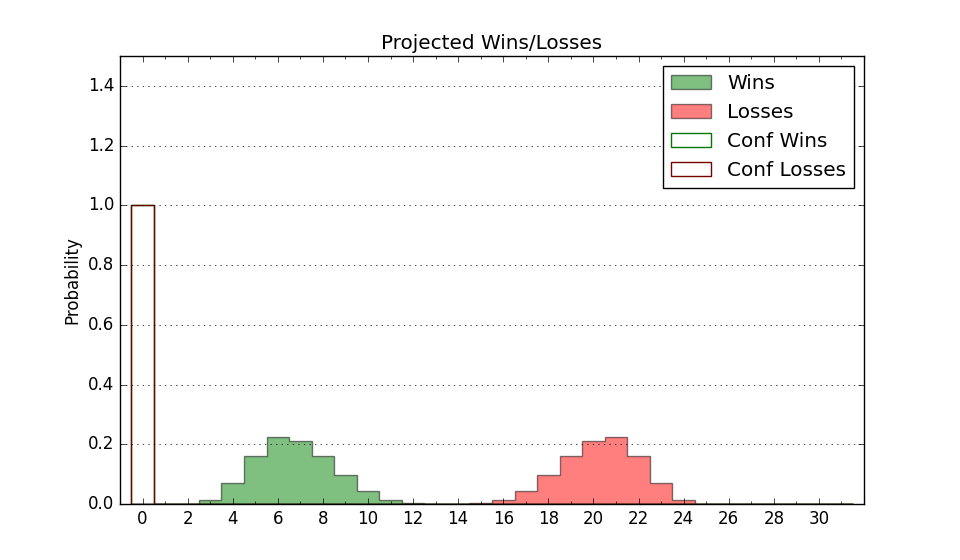 Projected Wins/Losses
Wins
Losses
Conf Wins
Conf Losses
Probability
1.4
1.2
1.0
0.8
0.6
0.4
0.2
0.0
0 2 4 6 8 10 12 14 16 18 20 22 24 26 28 30